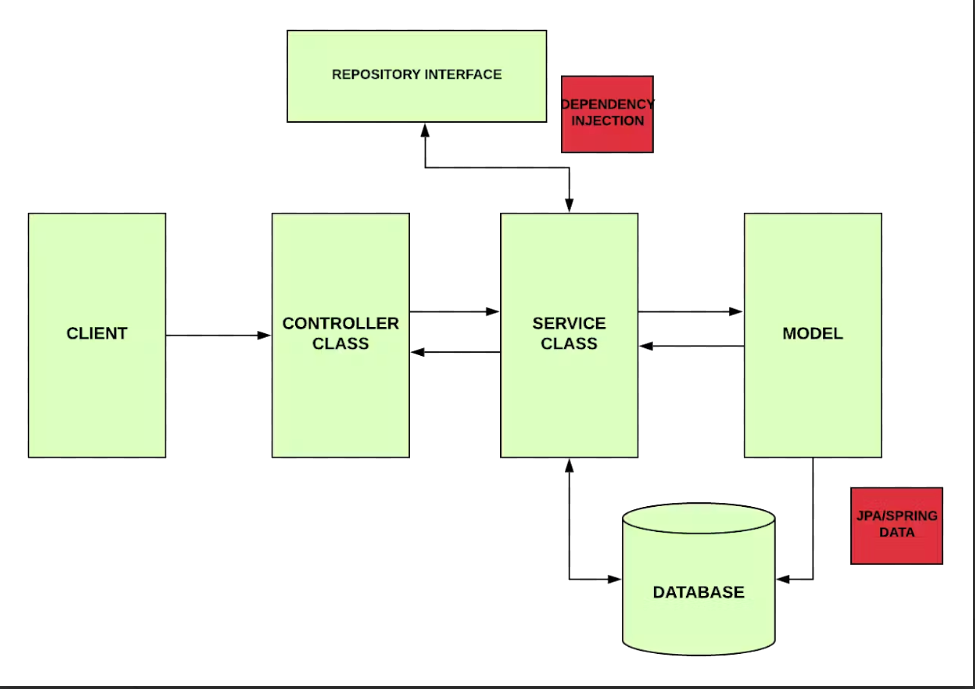 REPOSITORY INTERFACE
DEPENDENCY
INJECTION
CLIENT
CONTROLLER
CLASS
SERVICE
CLASS
MODEL
JPA/SPRING
DATA
DATABASE